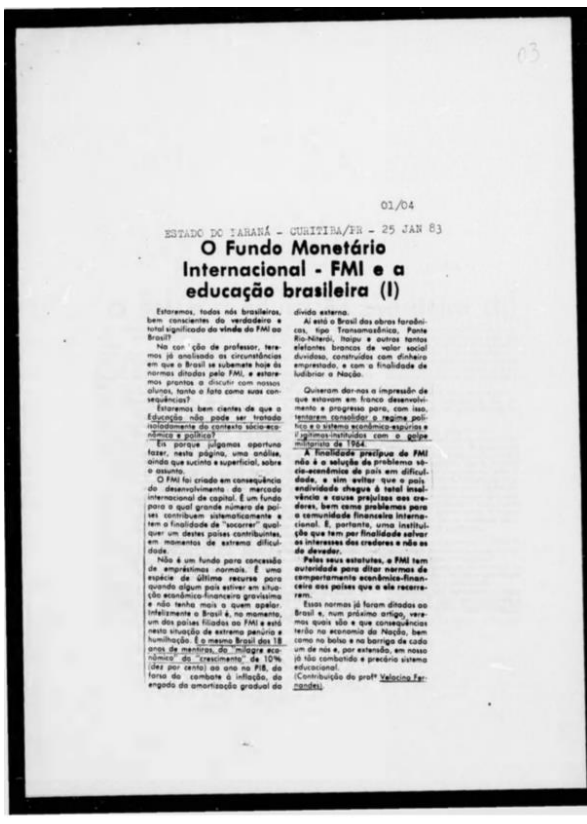 03
01/04
ESTADO DO PARANÁ - CURITIBA/PR - 25 JAN 83
O Fundo Monetário
Internacional - FMI e a
educação brasileira (I)
Estaremos, todos nós brasileiros,
bem conscientes do verdadeiro e
total significado da vinda do FMI ao
Brasil?
Na condição de professor, tere-
mos já analisado as circunstâncias
em que o Brasil se submete hoje às
normas ditadas pelo FMI, e estare-
mos prontos a discutir com nossos
alunos, tanto o fato como suas con-
sequências?
Estaremos bem cientes de que a
Educação não pode ser tratada
isoladamente do contexto sócio-eco-
nômico e político?
Eis porque julgamos oportuno
fazer, nesta página, uma análise,
ainda que sucinta e superficial, sobre
o assunto.
O FMI foi criado em consequência
do desenvolvimento do mercado
internacional de capital. É um fundo
para o qual grande número de paí-
ses contribuem sistematicamente e
tem a finalidade de "socorrer" qual-
quer um destes países contribuintes,
em momentos de extrema dificul-
dade.
Não é um fundo para concessão
de empréstimos normais. É uma
espécie de último recurso para
quando algum país estiver em situa-
ção econômico-financeira gravíssima
e não tenha mais a quem apelar.
Infelizmente o Brasil é, no momento,
um dos países filiados ao FMI e está
nesta situação de extrema penúria e
humilhação. É o mesmo Brasil dos 18
anos de mentiras, do "milagre eco-
nômico" do "crescimento" de 10%
(dez por cento) ao ano no PIB, da
farsa do combate à inflação, do
engodo da amortização gradual da
dívida externa.
Aí está o Brasil das obras faraôni-
cas, tipo Transamazônica, Ponte
Rio-Niterói, Itaipu e outros tantos
elefantes brancos de valor social
duvidoso, construídos com dinheiro
emprestado, e com a finalidade de
ludibriar a Nação.
Quiseram dar-nos a impressão de
que estavam em franco desenvolvi-
mento e progresso para, com isso,
tentarem consolidar o regime polí-
tico e o sistema econômico-espúrios e
ilegítimos-instituídos com o golpe
militarista de 1964.
A finalidade precípua do FMI
não é a solução do problema só-
cio-econômico do país em dificul-
dade, e sim evitar que o país
endividado chegue à total insol-
vência e cause prejuízos aos cre-
dores, bem como problemas para
a comunidade financeira interna-
cional. É, portanto, uma institui-
ção que tem por finalidade salvar
os interesses dos credores e não os
do devedor.
Pelos seus estatutos, o FMI tem
autoridade para ditar normas de
comportamento econômico-finan-
ceiro aos países que a ele recorre-
rem.
Essas normas já foram ditadas ao
Brasil e, num próximo artigo, vere-
mos quais são e que consequências
terão na economia da Nação, bem
como no bolso e na barriga de cada
um de nós e, por extensão, em nosso
já tão combatido e precário sistema
educacional.
(Contribuição do profº Velocino Fer-
nandes).